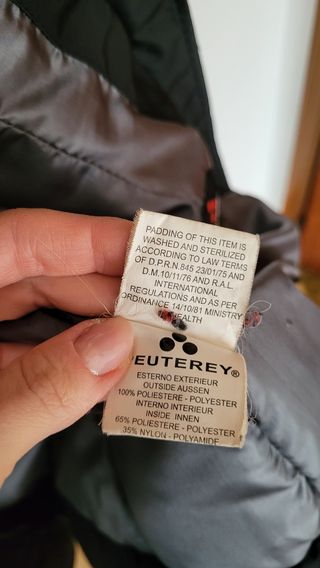 PADDING OF THIS ITEM IS
WASHED AND STERILIZED
ACCORDING TO LAW TERMS
OF D.P.R.N.845 23/01/75 AND
D.M.10/11/76 AND R.A.L.
INTERNATIONAL
REGULATIONS AND AS PER
ORDINANCE 14/10/81 MINISTRY
HEALTH
EUTEREY®
ESTERNO EXTERIEUR
OUTSIDE AUSSEN
100% POLIESTERE - POLYESTER
INTERNO INTERIEUR
INSIDE INNEN
65% POLIESTERE - POLYESTER
35% NYLON - POLYAMIDE